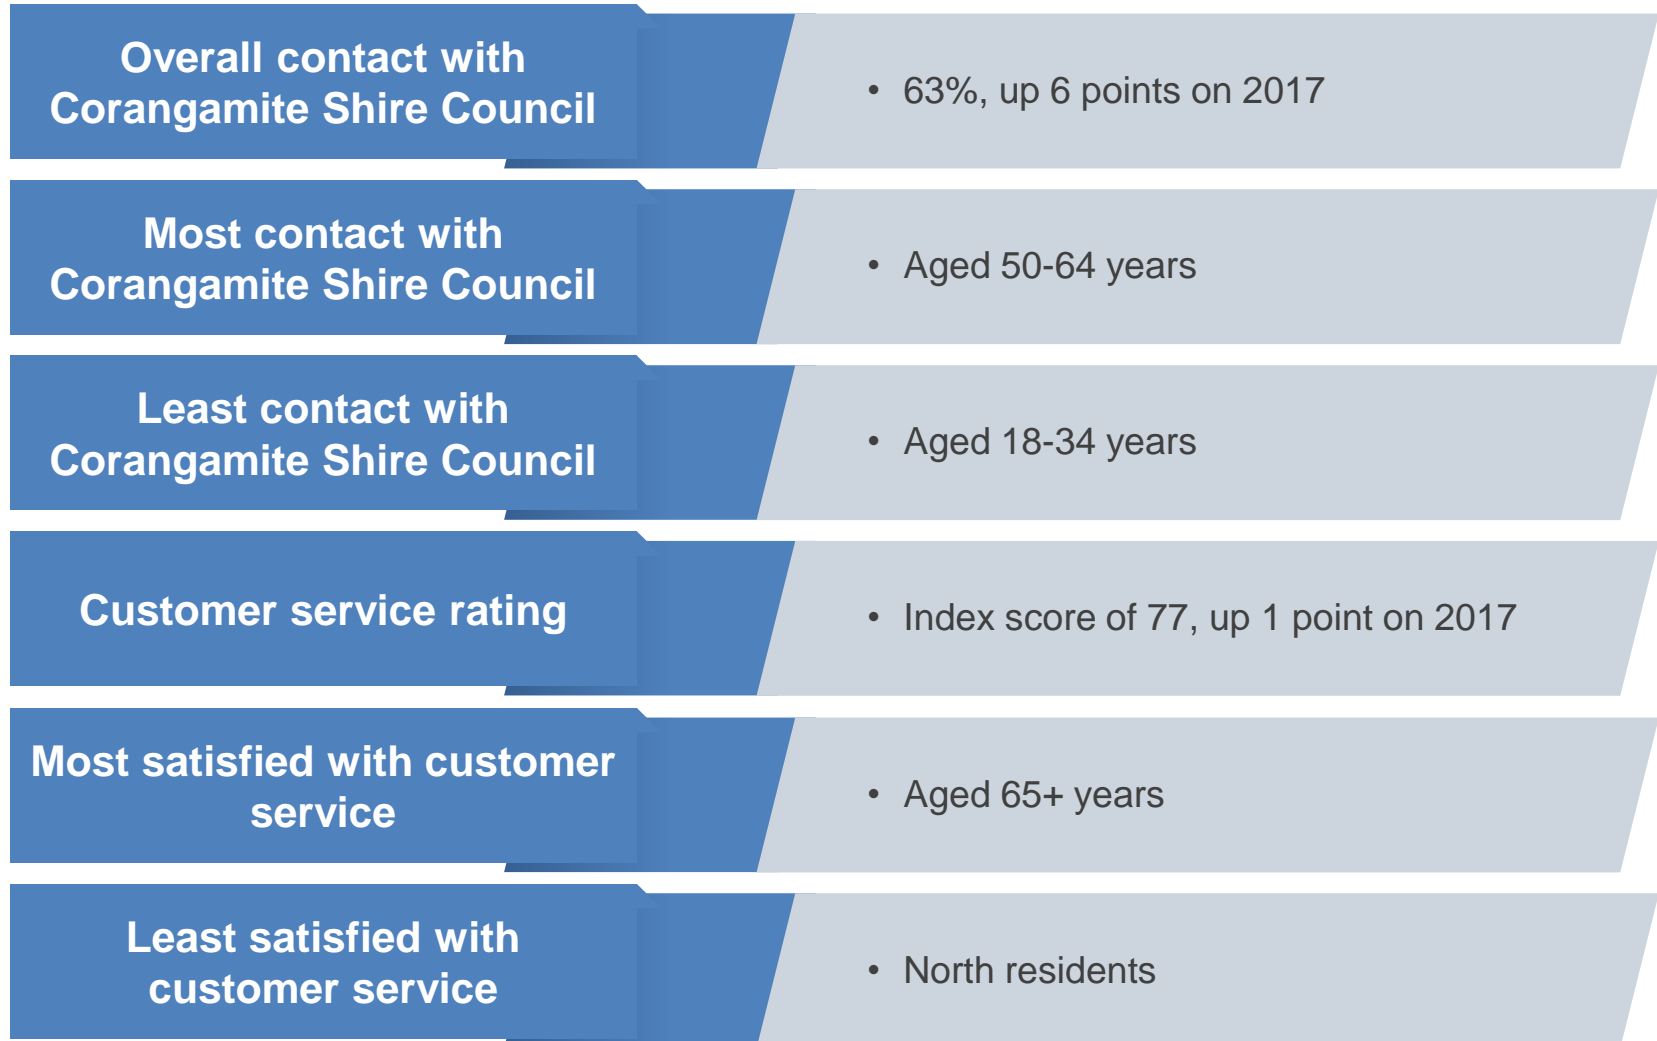 Overall contact with
Corangamite Shire Council
• 63%, up 6 points on 2017
Most contact with
Corangamite Shire Council
• Aged 50-64 years
Least contact with
Corangamite Shire Council
• Aged 18-34 years
Customer service rating
• Index score of 77, up 1 point on 2017
Most satisfied with customer
service
• Aged 65+ years
Least satisfied with
customer service
• North residents